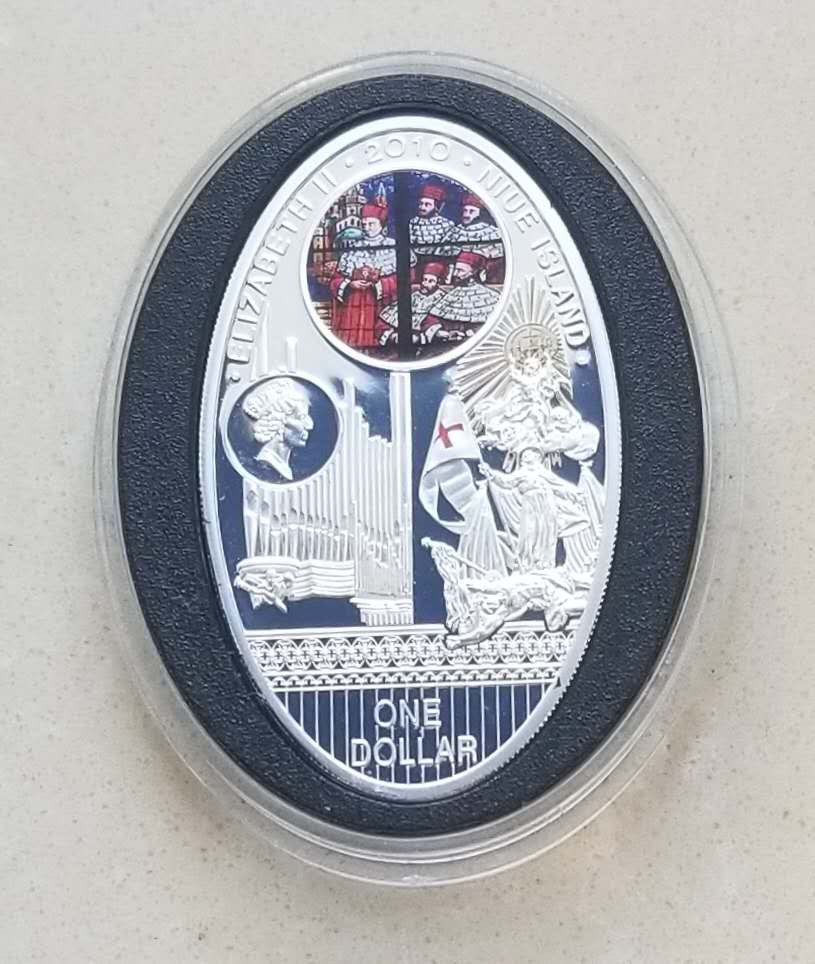 ELIZABETH II · 2010 · NIUE ISLAND
ONE
DOLLAR